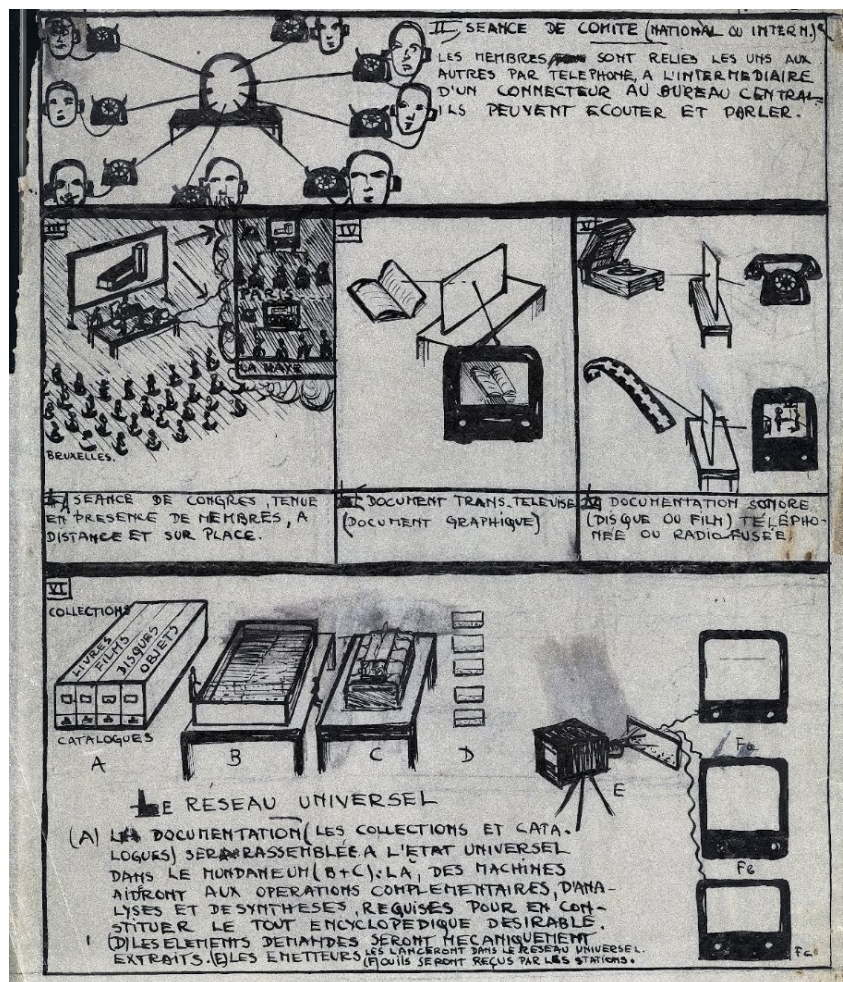 II SEANCE DE COMITE (NATIONAL OU INTERN.)
LES MEMBRES SONT RELIES LES UNS AUX
AUTRES PAR TELEPHONE, A L'INTERMEDIAIRE
D'UN CONNECTEUR AU BUREAU CENTRAL
ILS PEUVENT ECOUTER ET PARLER.
III
PARIS
LA HAYE
BRUXELLES.
SEANCE DE CONGRES, TENUE
EN PRESENCE DE MEMBRES, A
DISTANCE ET SUR PLACE.
IV
DOCUMENT TRANS. TELEVISE
(DOCUMENT GRAPHIQUE)
V
DOCUMENTATION SONORE
(DISQUE OU FILM) TELEPHO-
NEE OU RADIO-FUSEE.
VI
COLLECTIONS
LIVRES
FILMS
DISQUES
OBJETS
CATALOGUES
A
B
C
D
E
Fa
Fb
Fc
LE RESEAU UNIVERSEL
(A) LA DOCUMENTATION (LES COLLECTIONS ET CATA-
LOGUES) SERA RASSEMBLÉE A L'ETAT UNIVERSEL
DANS LE MUNDANEUM (B+C). LA, DES MACHINES
AIDRONT AUX OPERATIONS COMPLEMENTAIRES, D'ANA-
LYSES ET DE SYNTHESES, REQUISES POUR EN CON-
STITUER LE TOUT ENCYCLOPEDIQUE DESIRABLE.
(D) LES ELEMENTS DEMANDES SERONT MECANIQUEMENT
EXTRAITS. (E) LES EMETTEURS LES LANCERONT DANS LE RESEAU UNIVERSEL.
(F) OU ILS SERONT REÇUS PAR LES STATIONS.